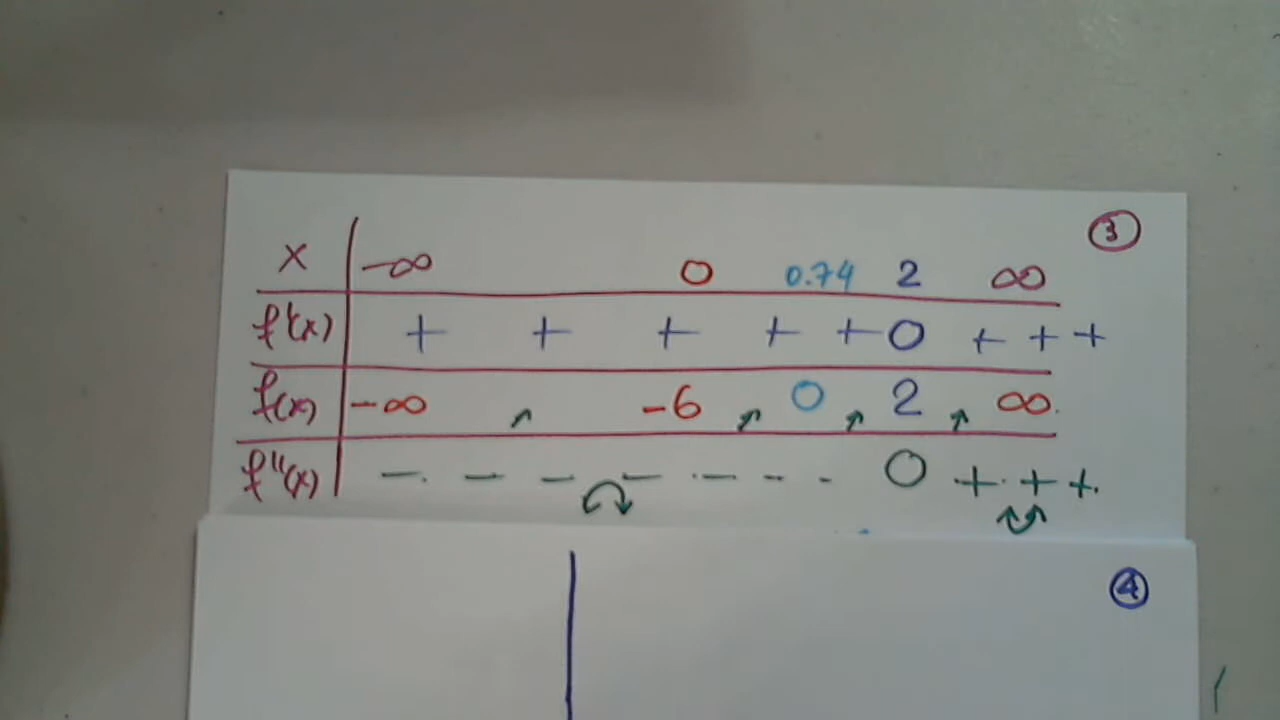 ③
x -∞ 0 0.74 2 ∞
f'(x) + + + + + 0 + + +
f(x) -∞ ↗ -6 ↗ 0 ↗ 2 ↗ ∞.
f''(x) - - - - - - - 0 + + +
④